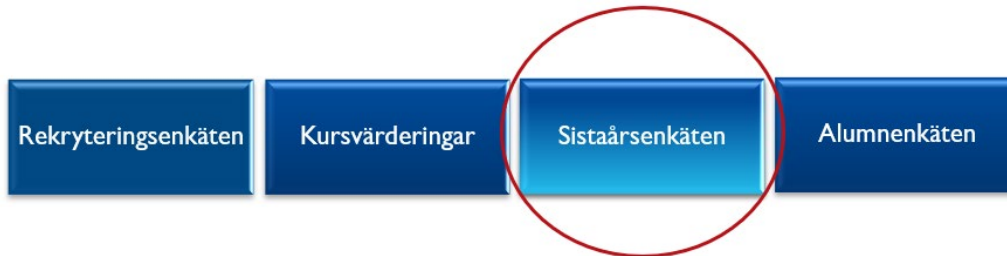 Rekryteringsenkäten
Kursvärderingar
Sistaårsenkäten
Alumnenkäten